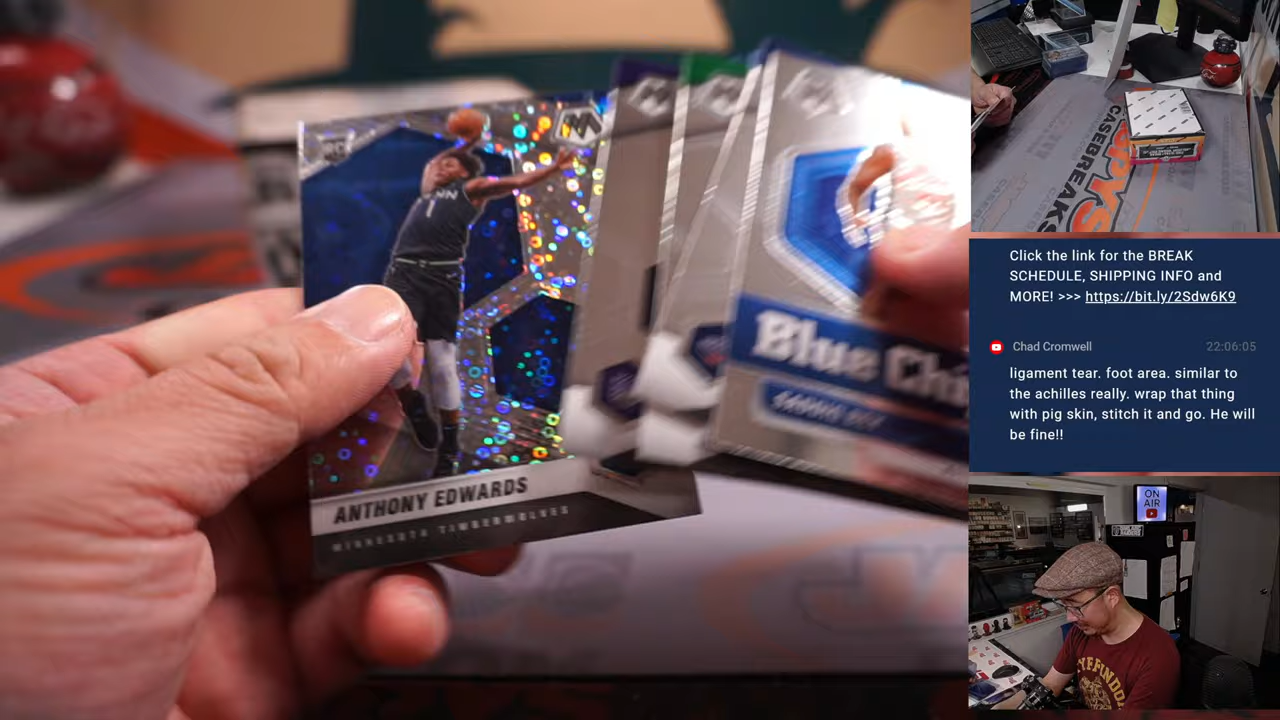 ANTHONY EDWARDS
MINNESOTA TIMBERWOLVES
Blue Chi
CASEBREAKS
Click the link for the BREAK
SCHEDULE, SHIPPING INFO and
MORE! >>> https://bit.ly/2Sdw6K9
Chad Cromwell 22:06:05
ligament tear. foot area. similar to
the achilles really. wrap that thing
with pig skin, stitch it and go. He will
be fine!!
ON
AIR